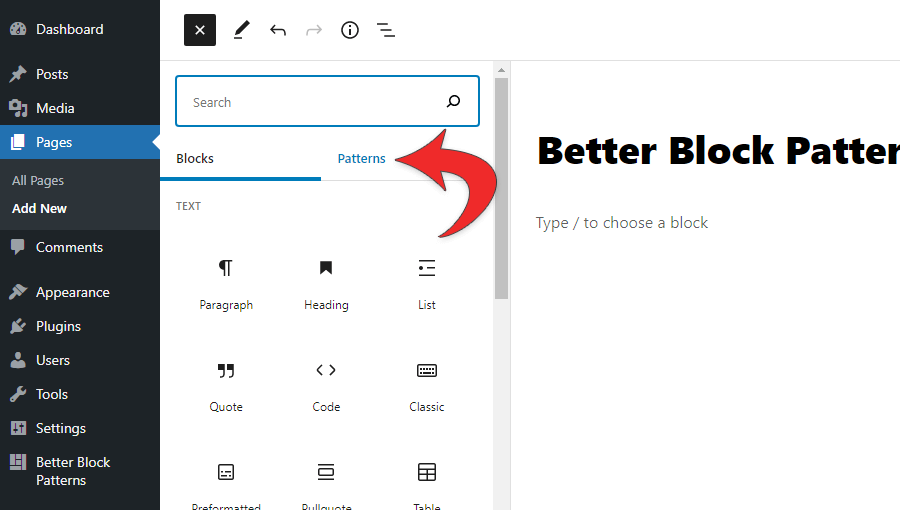 Dashboard
Posts
Media
Pages
All Pages
Add New
Comments
Appearance
Plugins
Users
Tools
Settings
Better Block
Patterns
Search
Blocks
Patterns
TEXT
Paragraph
Heading
List
Quote
Code
Classic
Preformatted
Pullquote
Table
Better Block Patter
Type / to choose a block